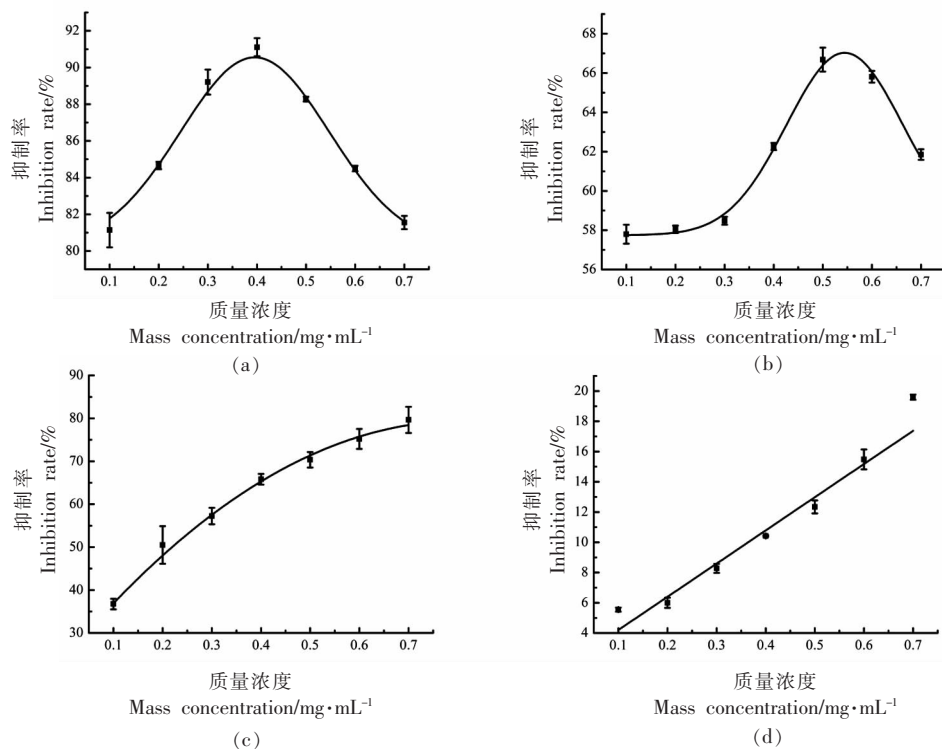 抑制率
Inhibition rate/%
92
90
88
86
84
82
80
0.1 0.2 0.3 0.4 0.5 0.6 0.7
质量浓度
Mass concentration/mg·mL⁻¹
(a)
抑制率
Inhibition rate/%
68
66
64
62
60
58
56
0.1 0.2 0.3 0.4 0.5 0.6 0.7
质量浓度
Mass concentration/mg·mL⁻¹
(b)
抑制率
Inhibition rate/%
90
80
70
60
50
40
30
0.1 0.2 0.3 0.4 0.5 0.6 0.7
质量浓度
Mass concentration/mg·mL⁻¹
(c)
抑制率
Inhibition rate/%
20
18
16
14
12
10
8
6
4
0.1 0.2 0.3 0.4 0.5 0.6 0.7
质量浓度
Mass concentration/mg·mL⁻¹
(d)